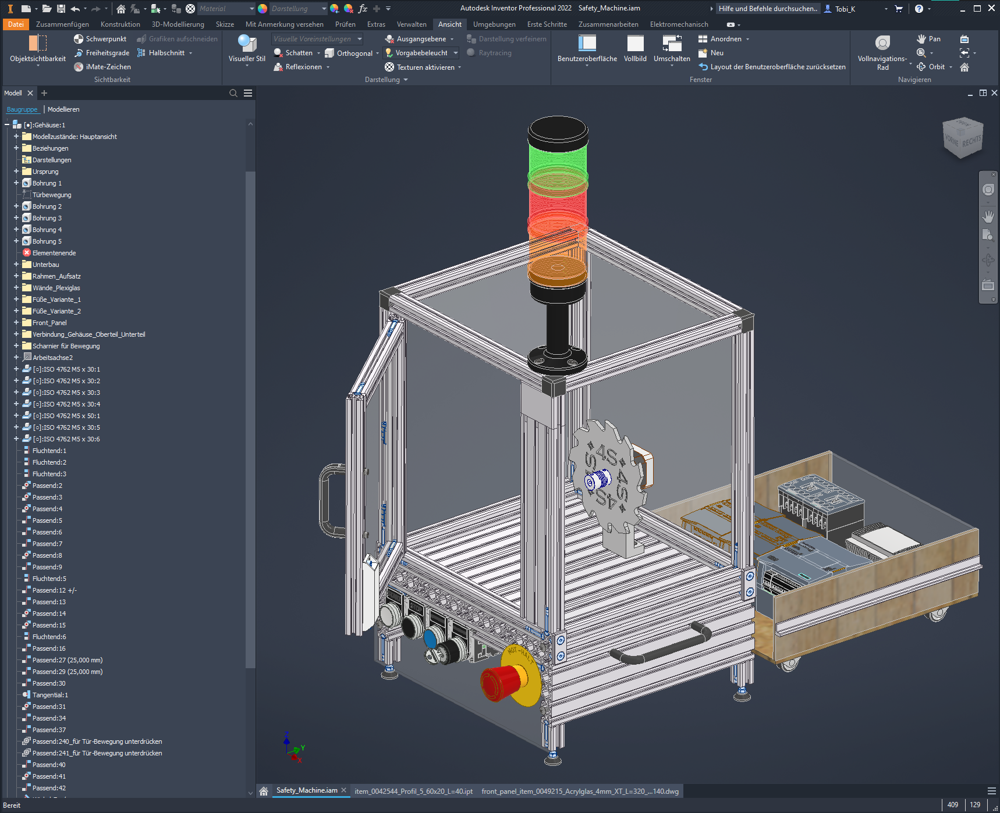 Material
Darstellung
Autodesk Inventor Professional 2022 Safety_Machine.iam
Hilfe und Befehle durchsuchen..
Tobi_K
Datei Zusammenfügen Konstruktion 3D-Modellierung Skizze Mit Anmerkung versehen Prüfen Extras Verwalten Ansicht Umgebungen Erste Schritte Zusammenarbeiten Elektromechanisch
Objektsichtbarkeit
Schwerpunkt
Freiheitsgrade
iMate-Zeichen
Grafiken aufschneiden
Halbschnitt
Sichtbarkeit
Visueller Stil
Visuelle Voreinstellungen
Schatten
Reflexionen
Orthogonal
Ausgangsebene
Vorgabebeleucht
Texturen aktivieren
Darstellung verfeinern
Raytracing
Darstellung
Benutzeroberfläche
Vollbild
Umschalten
Anordnen
Neu
Layout der Benutzeroberfläche zurücksetzen
Fenster
Vollnavigations-
Rad
Pan
Orbit
Navigieren
Modell
Baugruppe | Modellieren
[●]:Gehäuse:1
Modellzustände: Hauptansicht
Beziehungen
Darstellungen
Ursprung
Bohrung 1
Türbewegung
Bohrung 2
Bohrung 3
Bohrung 4
Bohrung 5
Elementenende
Unterbau
Rahmen_Aufsatz
Wände_Plexiglas
Füße_Variante_1
Füße_Variante_2
Front_Panel
Verbindung_Gehäuse_Oberteil_Unterteil
Scharnier für Bewegung
Arbeitsachse2
[○]:ISO 4762 M5 x 30:1
[○]:ISO 4762 M5 x 30:2
[○]:ISO 4762 M5 x 30:3
[○]:ISO 4762 M5 x 30:4
[○]:ISO 4762 M5 x 50:1
[○]:ISO 4762 M5 x 30:5
[○]:ISO 4762 M5 x 30:6
Fluchtend:1
Fluchtend:2
Fluchtend:3
Passend:2
Passend:3
Passend:4
Passend:5
Passend:6
Passend:7
Passend:8
Passend:9
Fluchtend:5
Passend:12 +/-
Passend:13
Passend:14
Passend:15
Fluchtend:6
Passend:16
Passend:27 (25,000 mm)
Passend:29 (25,000 mm)
Passend:30
Tangential:1
Passend:31
Passend:34
Passend:37
Passend:240_für Tür-Bewegung unterdrücken
Passend:241_für Tür-Bewegung unterdrücken
Passend:40
Passend:41
Passend:42
VORNE
RECHTS
4S
4S
4S
NOT-HALT
Z
Y
X
Safety_Machine.iam
item_0042544_Profil_5_60x20_L=40.ipt
front_panel_item_0049215_Acrylglas_4mm_XT_L=320_...140.dwg
Bereit
409
129